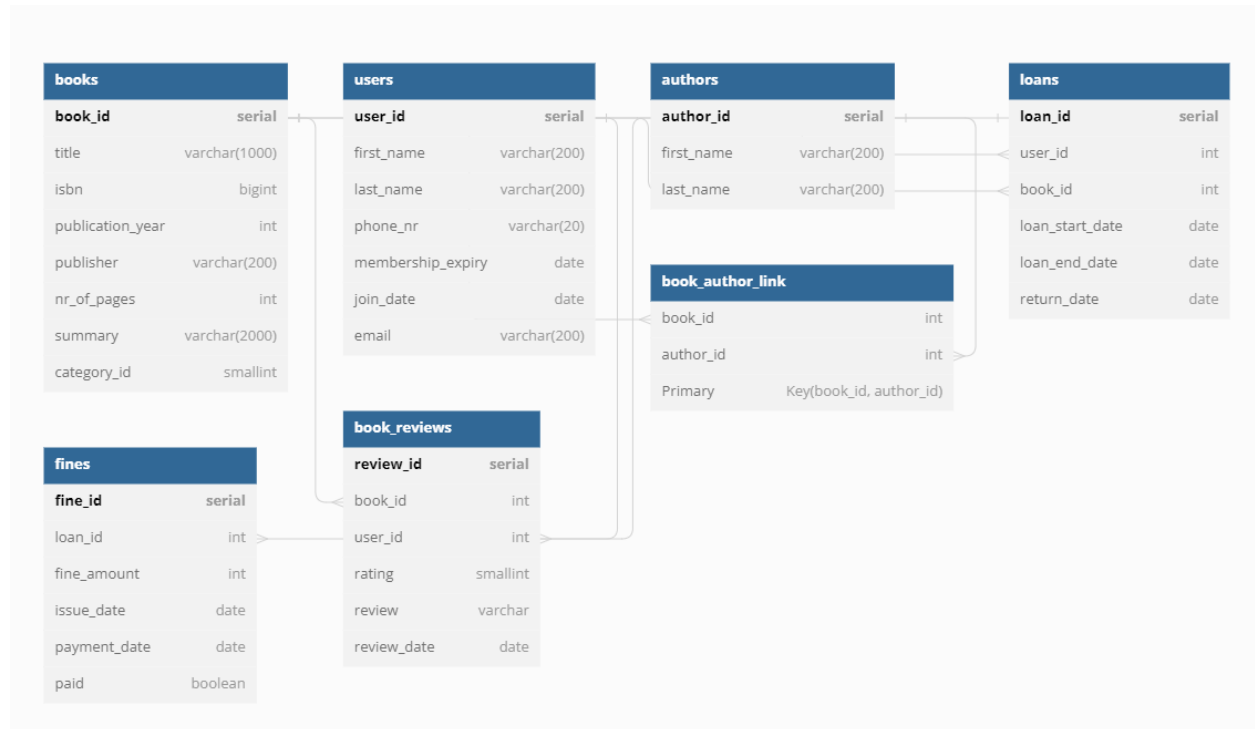 books
book_id serial
title varchar(1000)
isbn bigint
publication_year int
publisher varchar(200)
nr_of_pages int
summary varchar(2000)
category_id smallint
users
user_id serial
first_name varchar(200)
last_name varchar(200)
phone_nr varchar(20)
membership_expiry date
join_date date
email varchar(200)
authors
author_id serial
first_name varchar(200)
last_name varchar(200)
loans
loan_id serial
user_id int
book_id int
loan_start_date date
loan_end_date date
return_date date
book_author_link
book_id int
author_id int
Primary Key(book_id, author_id)
fines
fine_id serial
loan_id int
fine_amount int
issue_date date
payment_date date
paid boolean
book_reviews
review_id serial
book_id int
user_id int
rating smallint
review varchar
review_date date